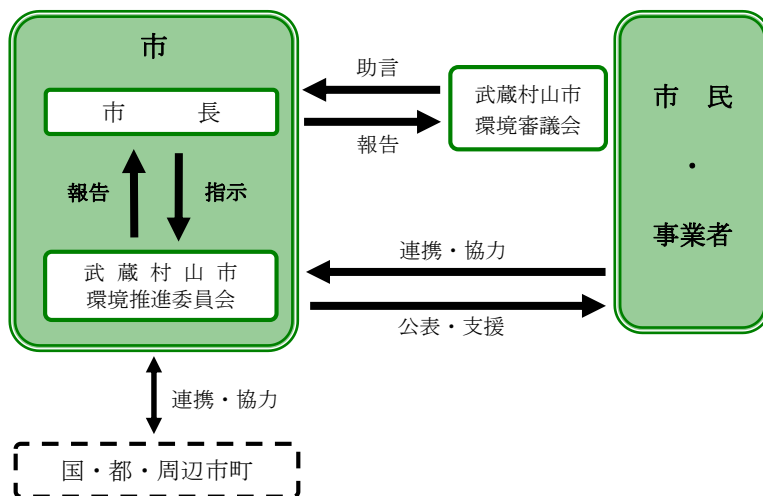 市
市　　　長
報告
指示
武 蔵 村 山 市
環境推進委員会
助言
報告
武蔵村山市
環境審議会
市　民
・
事業者
連携・協力
公表・支援
連携・協力
国・都・周辺市町